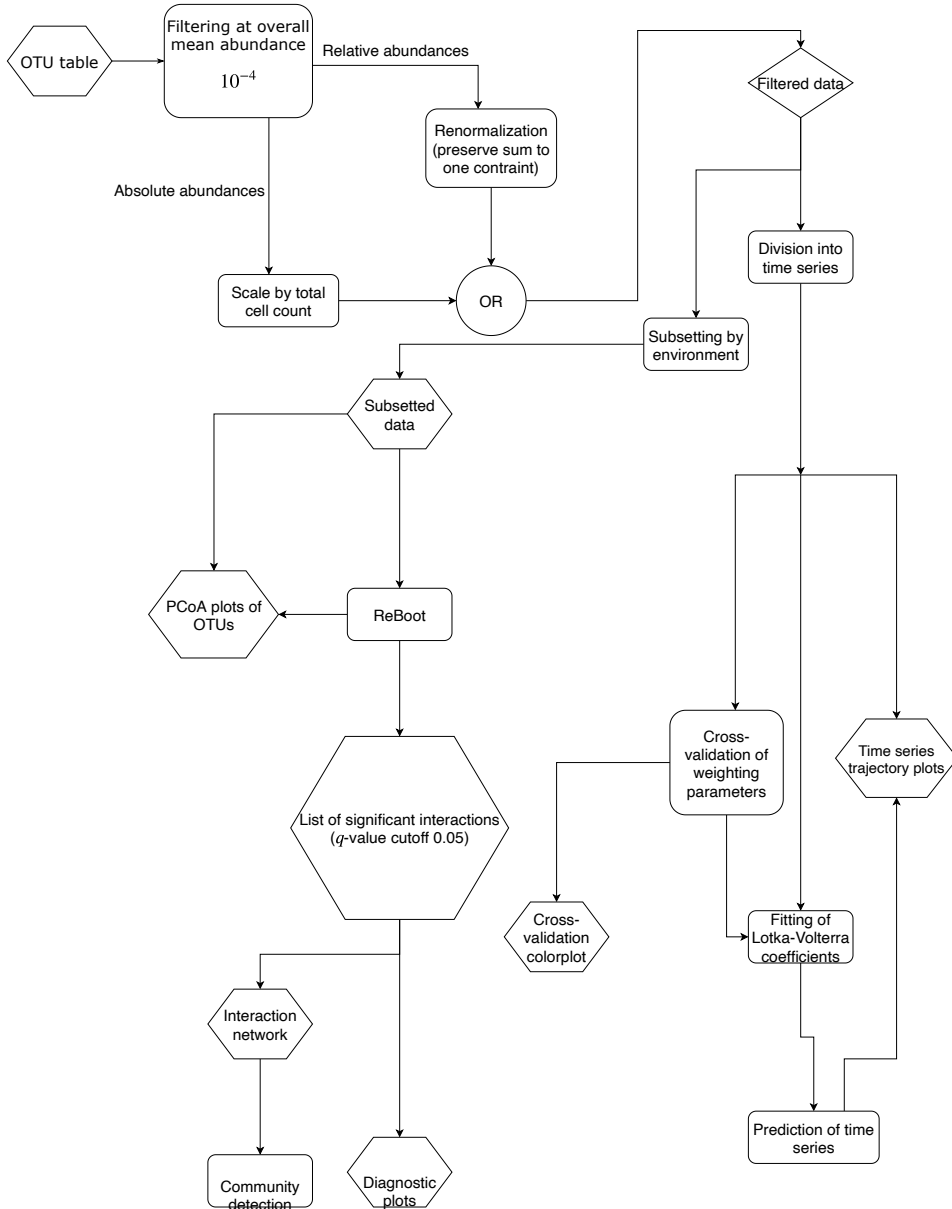 OTU table
Filtering at overall
mean abundance
10⁻⁴
Relative abundances
Filtered data
Renormalization
(preserve sum to
one contraint)
Absolute abundances
Division into
time series
Scale by total
cell count
OR
Subsetting by
environment
Subsetted
data
PCoA plots of
OTUs
ReBoot
Cross-
validation of
weighting
parameters
Time series
trajectory plots
List of significant interactions
(q-value cutoff 0.05)
Cross-
validation
colorplot
Fitting of
Lotka-Volterra
coefficients
Interaction
network
Prediction of time
series
Community
detection
Diagnostic
plots